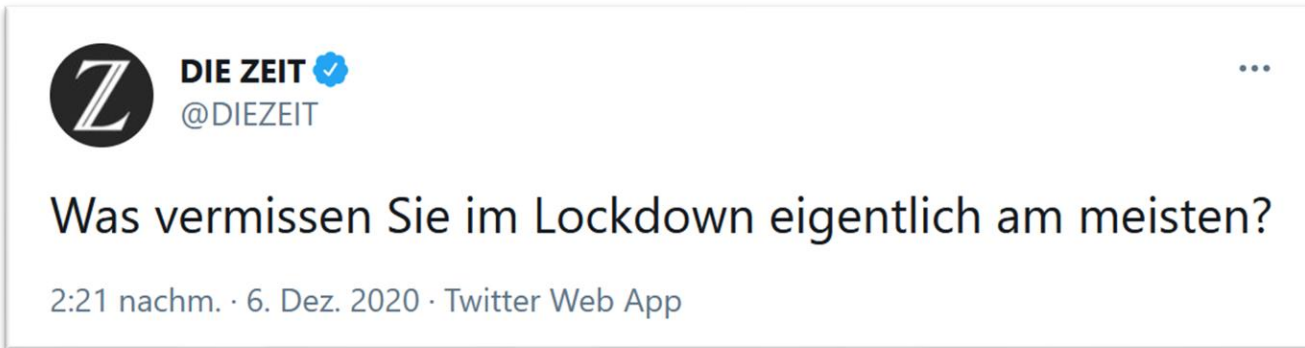 DIE ZEIT
@DIEZEIT
Was vermissen Sie im Lockdown eigentlich am meisten?
2:21 nachm. · 6. Dez. 2020 · Twitter Web App